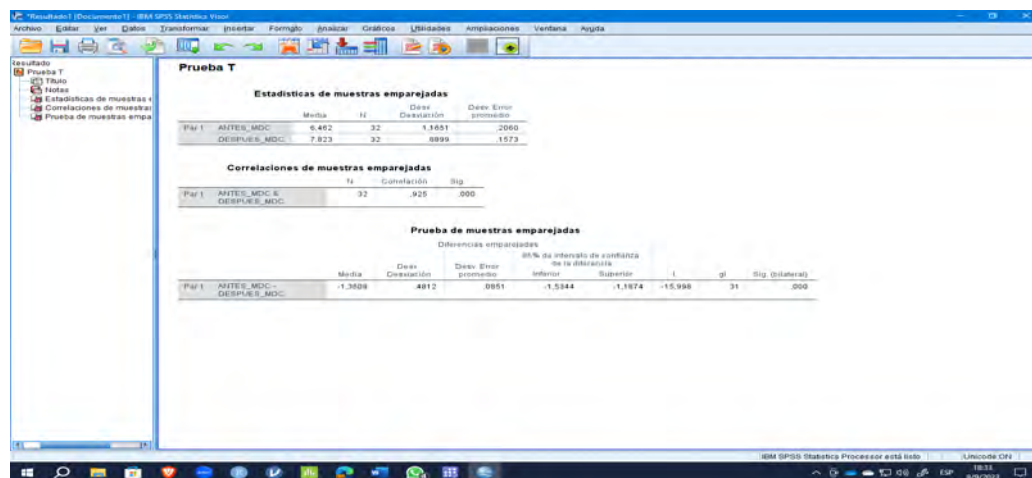 *Resultado1 [Documento1] - IBM SPSS Statistics Visor
Archivo Editar Ver Datos Transformar Insertar Formato Analizar Gráficos Utilidades Ampliaciones Ventana Ayuda
Resultado
Prueba T
Título
Notas
Estadísticas de muestras e
Correlaciones de muestras
Prueba de muestras empa
Prueba T
Estadísticas de muestras emparejadas
Media N Desv. Desviación Desv. Error promedio
Par 1 ANTES_MDC 6,462 32 1,1651 ,2060
DESPUES_MDC 7,823 32 ,8899 ,1573
Correlaciones de muestras emparejadas
N Correlación Sig.
Par 1 ANTES_MDC & DESPUES_MDC 32 ,925 ,000
Prueba de muestras emparejadas
Diferencias emparejadas
95% de intervalo de confianza de la diferencia
Media Desv. Desviación Desv. Error promedio Inferior Superior t gl Sig. (bilateral)
Par 1 ANTES_MDC - DESPUES_MDC -1,3609 ,4812 ,0851 -1,5344 -1,1874 -15,998 31 ,000
IBM SPSS Statistics Processor está listo Unicode:ON
ESP 18:33